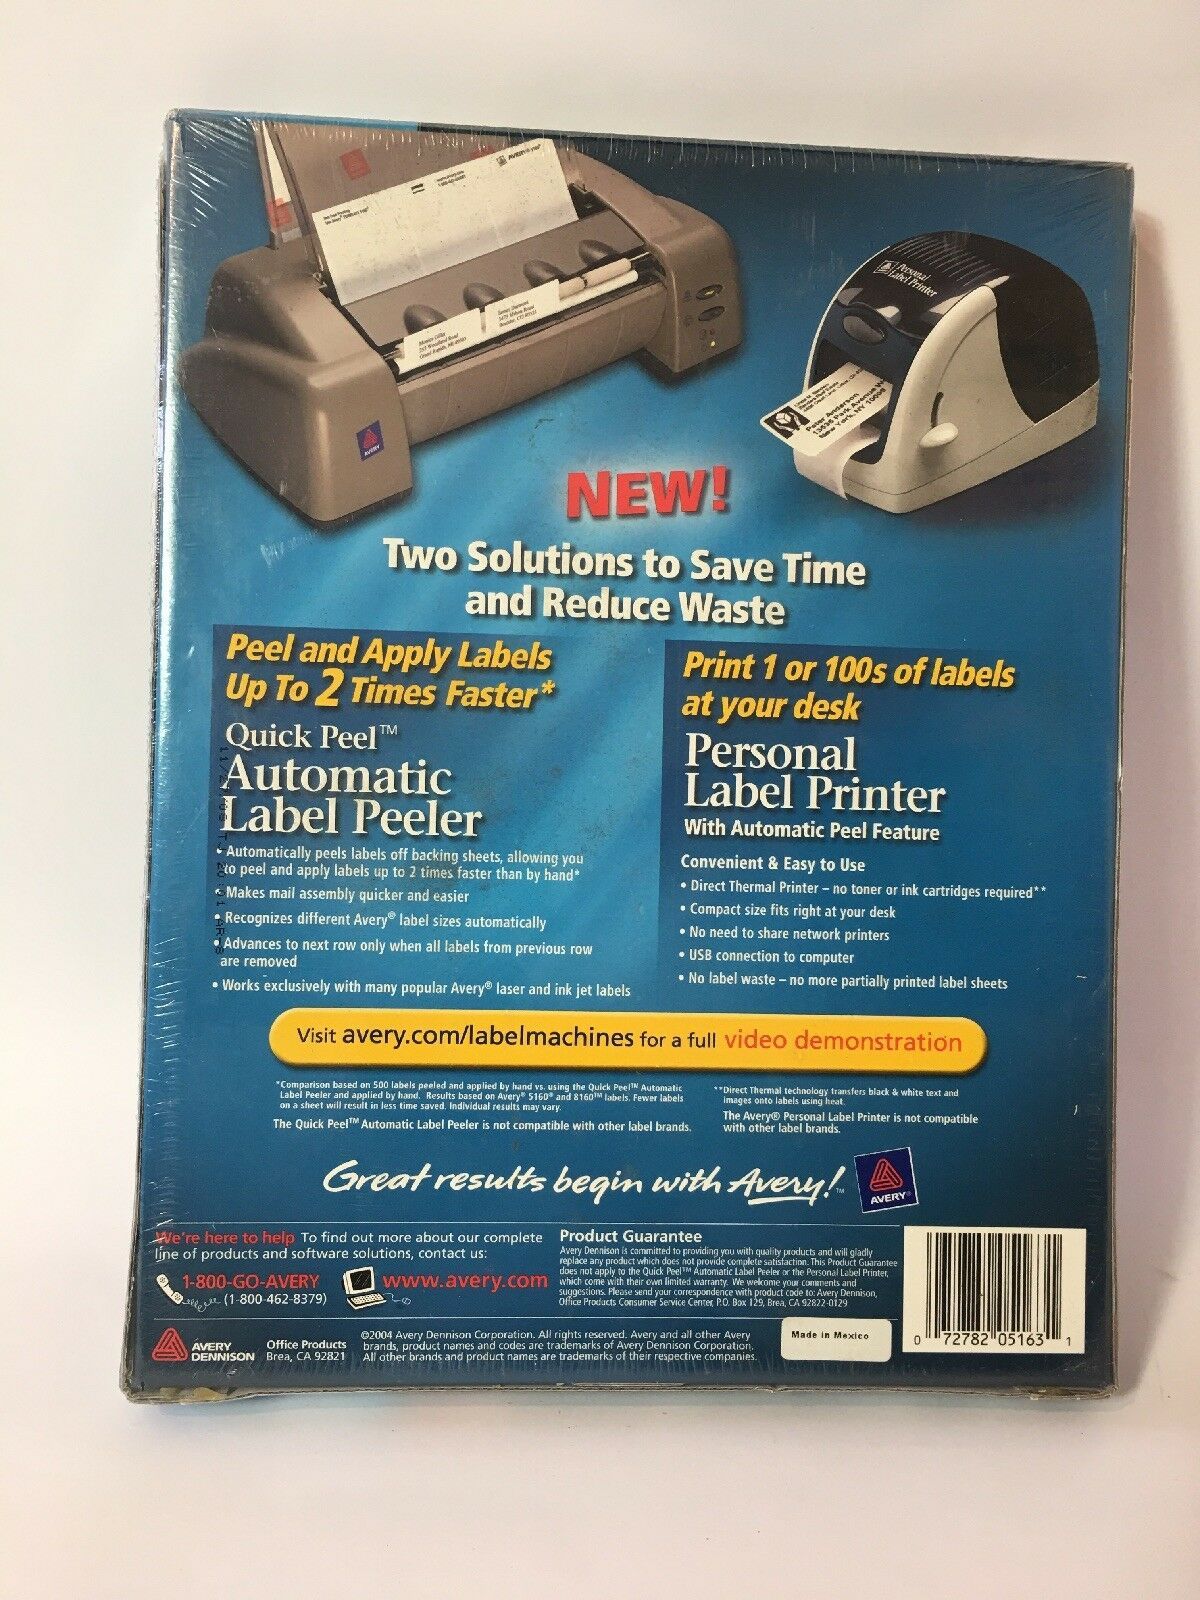 AVERY
Personal
Label Printer
Peter Anderson
13636 Park Avenue
New York, NY 10098
AVERY
NEW!
Two Solutions to Save Time
and Reduce Waste
Peel and Apply Labels
Up To 2 Times Faster*
Quick Peel™
Automatic
Label Peeler
• Automatically peels labels off backing sheets, allowing you
to peel and apply labels up to 2 times faster than by hand*
• Makes mail assembly quicker and easier
• Recognizes different Avery® label sizes automatically
• Advances to next row only when all labels from previous row
are removed
• Works exclusively with many popular Avery® laser and ink jet labels
Print 1 or 100s of labels
at your desk
Personal
Label Printer
With Automatic Peel Feature
Convenient & Easy to Use
• Direct Thermal Printer – no toner or ink cartridges required**
• Compact size fits right at your desk
• No need to share network printers
• USB connection to computer
• No label waste – no more partially printed label sheets
Visit avery.com/labelmachines for a full video demonstration
*Comparison based on 500 labels peeled and applied by hand vs. using the Quick Peel™ Automatic
Label Peeler and applied by hand. Results based on Avery® 5160® and 8160™ labels. Fewer labels
on a sheet will result in less time saved. Individual results may vary.
The Quick Peel™ Automatic Label Peeler is not compatible with other label brands.
**Direct Thermal technology transfers black & white text and
images onto labels using heat.
The Avery® Personal Label Printer is not compatible
with other label brands.
Great results begin with Avery!™
AVERY®
We're here to help To find out more about our complete
line of products and software solutions, contact us:
1-800-GO-AVERY
(1-800-462-8379)
www.avery.com
Product Guarantee
Avery Dennison is committed to providing you with quality products and will gladly
replace any product which does not provide complete satisfaction. This Product Guarantee
does not apply to the Quick Peel™ Automatic Label Peeler or the Personal Label Printer,
which come with their own limited warranty. We welcome your comments and
suggestions. Please send your correspondence with product code to: Avery Dennison,
Office Products Consumer Service Center, P.O. Box 129, Brea, CA 92822-0129
AVERY
DENNISON
Office Products
Brea, CA 92821
©2004 Avery Dennison Corporation. All rights reserved. Avery and all other Avery
brands, product names and codes are trademarks of Avery Dennison Corporation.
All other brands and product names are trademarks of their respective companies.
Made in Mexico
0 72782 05163 1